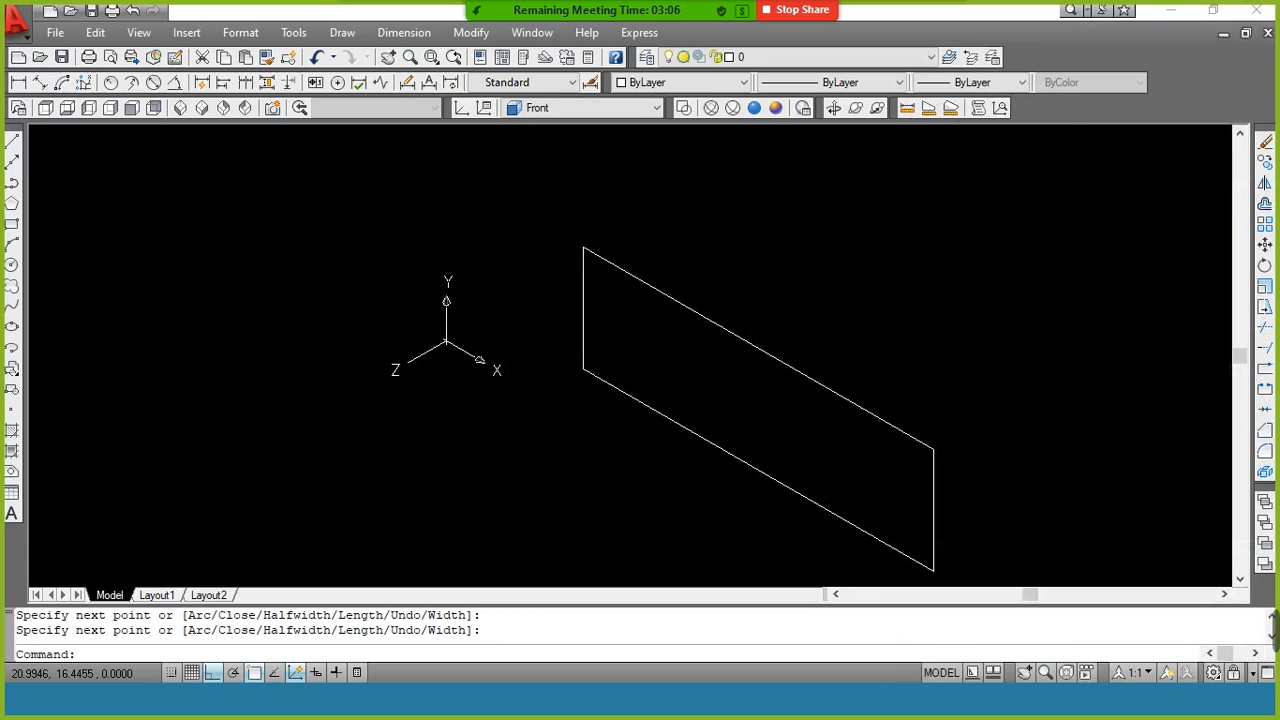 Remaining Meeting Time: 03:06
Stop Share
File Edit View Insert Format Tools Draw Dimension Modify Window Help Express
0
Standard ByLayer ByLayer ByLayer ByColor
Front
Y
Z
X
Model Layout1 Layout2
Specify next point or [Arc/Close/Halfwidth/Length/Undo/Width]:
Specify next point or [Arc/Close/Halfwidth/Length/Undo/Width]:
Command:
20.9946, 16.4455, 0.0000 MODEL 1:1